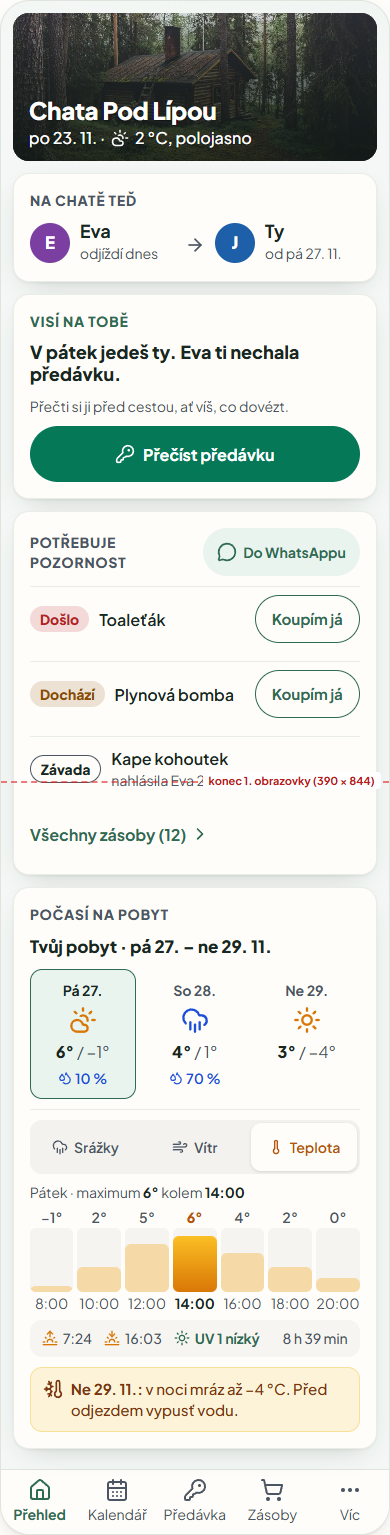 Chata Pod Lípou
po 23. 11. · 2 °C, polojasno
NA CHATĚ TEĎ
E
Eva
odjíždí dnes
J
Ty
od pá 27. 11.
VISÍ NA TOBĚ
V pátek jedeš ty. Eva ti nechala
předávku.
Přečti si ji před cestou, ať víš, co dovézt.
Přečíst předávku
POTŘEBUJE
POZORNOST
Do WhatsAppu
Došlo
Toaleťák
Koupím já
Dochází
Plynová bomba
Koupím já
Závada
Kape kohoutek
nahlásila Eva 2
konec 1. obrazovky (390 × 844)
Všechny zásoby (12)
POČASÍ NA POBYT
Tvůj pobyt · pá 27. – ne 29. 11.
Pá 27. So 28. Ne 29.
6° / −1° 4° / 1° 3° / −4°
10 % 70 %
Srážky Vítr Teplota
Pátek · maximum 6° kolem 14:00
−1° 2° 5° 6° 4° 2° 0°
8:00 10:00 12:00 14:00 16:00 18:00 20:00
7:24 16:03 UV 1 nízký 8 h 39 min
Ne 29. 11.: v noci mráz až −4 °C. Před
odjezdem vypusť vodu.
Přehled Kalendář Předávka Zásoby Víc